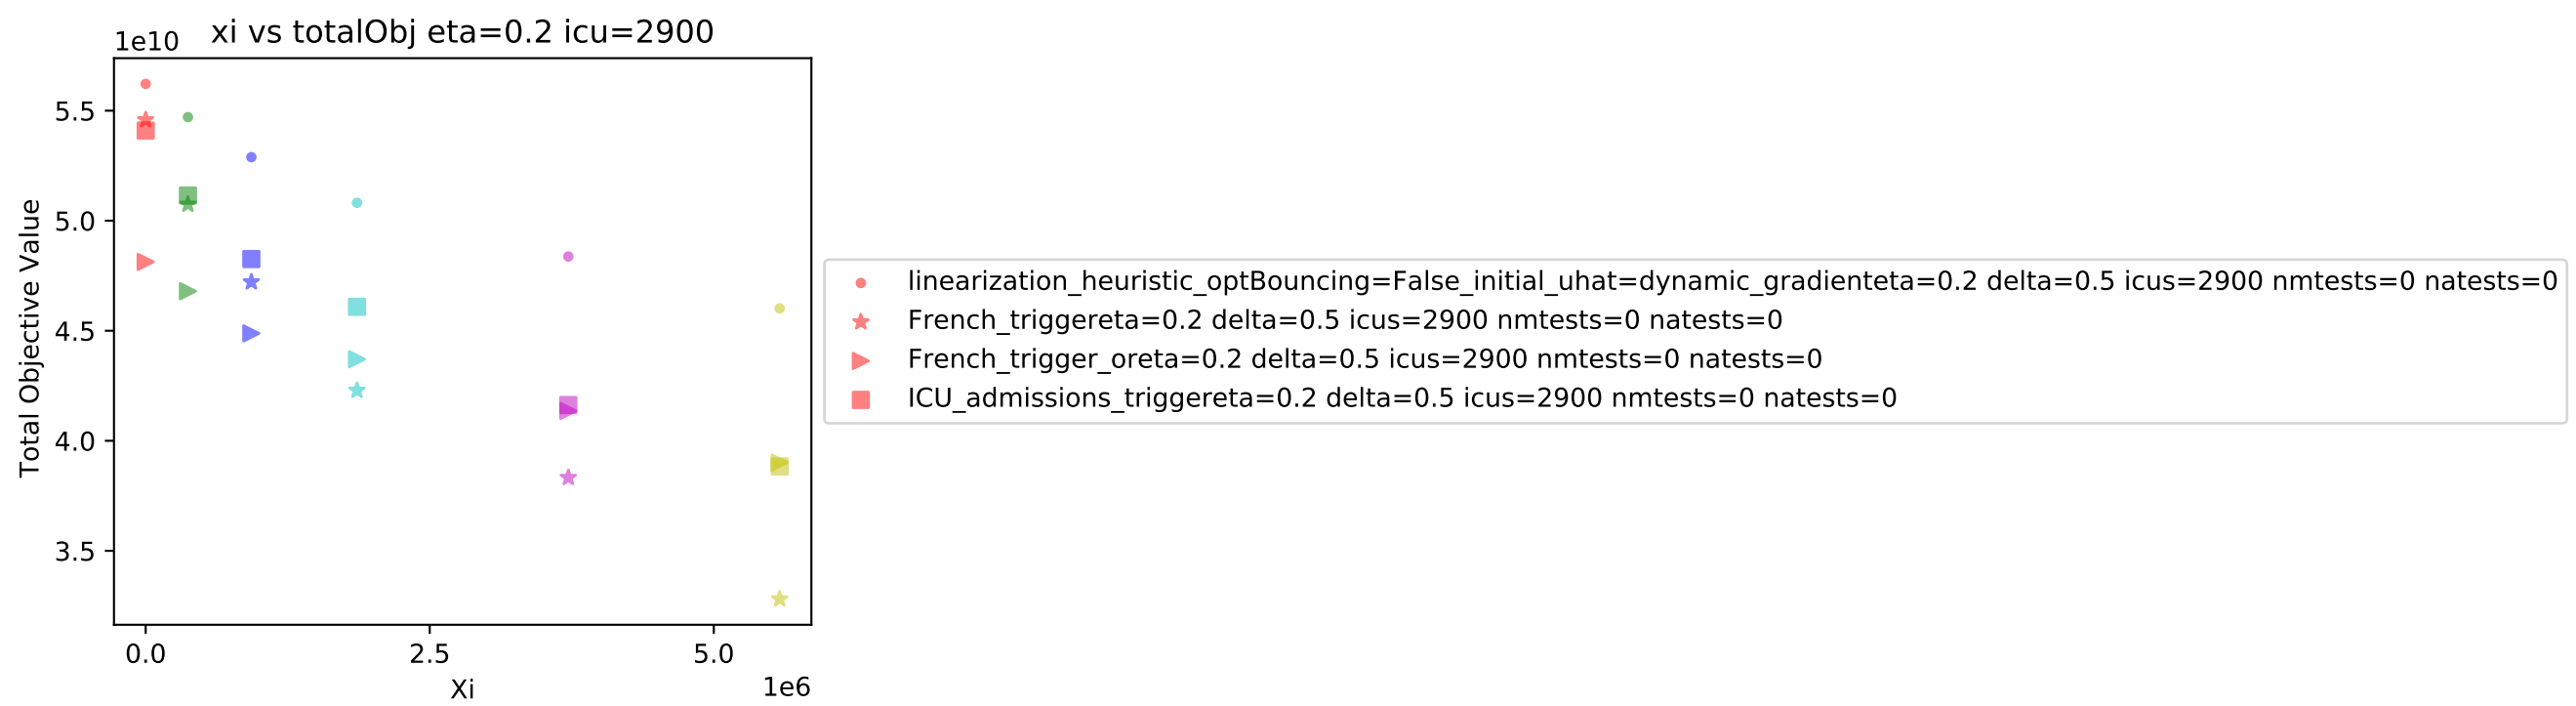 xi vs totalObj eta=0.2 icu=2900
1e10
5.5
5.0
4.5
4.0
3.5
Total Objective Value
0.0 2.5 5.0
1e6
Xi
linearization_heuristic_optBouncing=False_initial_uhat=dynamic_gradienteta=0.2 delta=0.5 icus=2900 nmtests=0 natests=0
French_triggereta=0.2 delta=0.5 icus=2900 nmtests=0 natests=0
French_trigger_oreta=0.2 delta=0.5 icus=2900 nmtests=0 natests=0
ICU_admissions_triggereta=0.2 delta=0.5 icus=2900 nmtests=0 natests=0